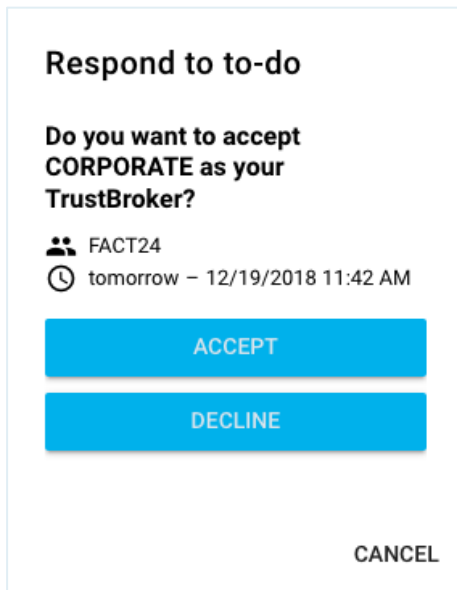 Respond to to-do
Do you want to accept
CORPORATE as your
TrustBroker?
FACT24
tomorrow – 12/19/2018 11:42 AM
ACCEPT
DECLINE
CANCEL